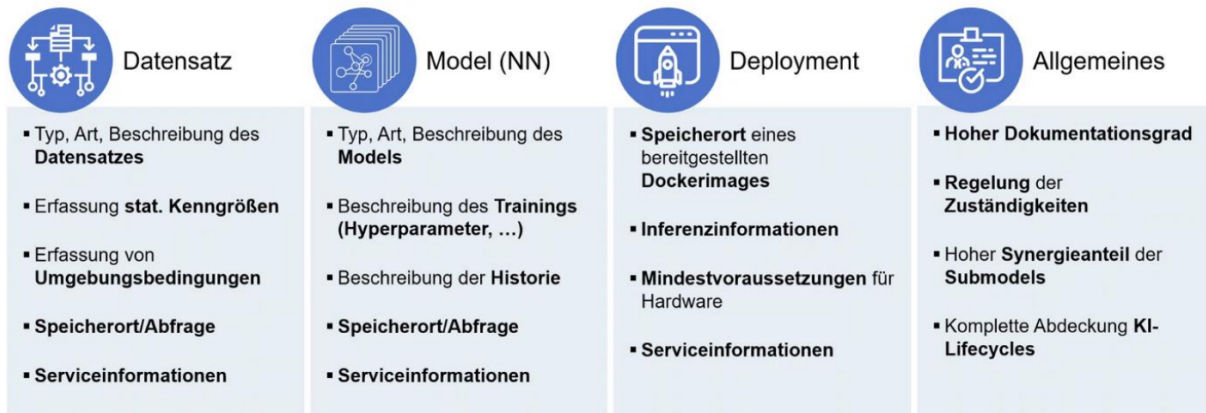 Datensatz
▪ Typ, Art, Beschreibung des
Datensatzes
▪ Erfassung stat. Kenngrößen
▪ Erfassung von
Umgebungsbedingungen
▪ Speicherort/Abfrage
▪ Serviceinformationen
Model (NN)
▪ Typ, Art, Beschreibung des
Models
▪ Beschreibung des Trainings
(Hyperparameter, …)
▪ Beschreibung der Historie
▪ Speicherort/Abfrage
▪ Serviceinformationen
Deployment
▪ Speicherort eines
bereitgestellten
Dockerimages
▪ Inferenzinformationen
▪ Mindestvoraussetzungen für
Hardware
▪ Serviceinformationen
Allgemeines
▪ Hoher Dokumentationsgrad
▪ Regelung der
Zuständigkeiten
▪ Hoher Synergieanteil der
Submodels
▪ Komplette Abdeckung KI-
Lifecycles